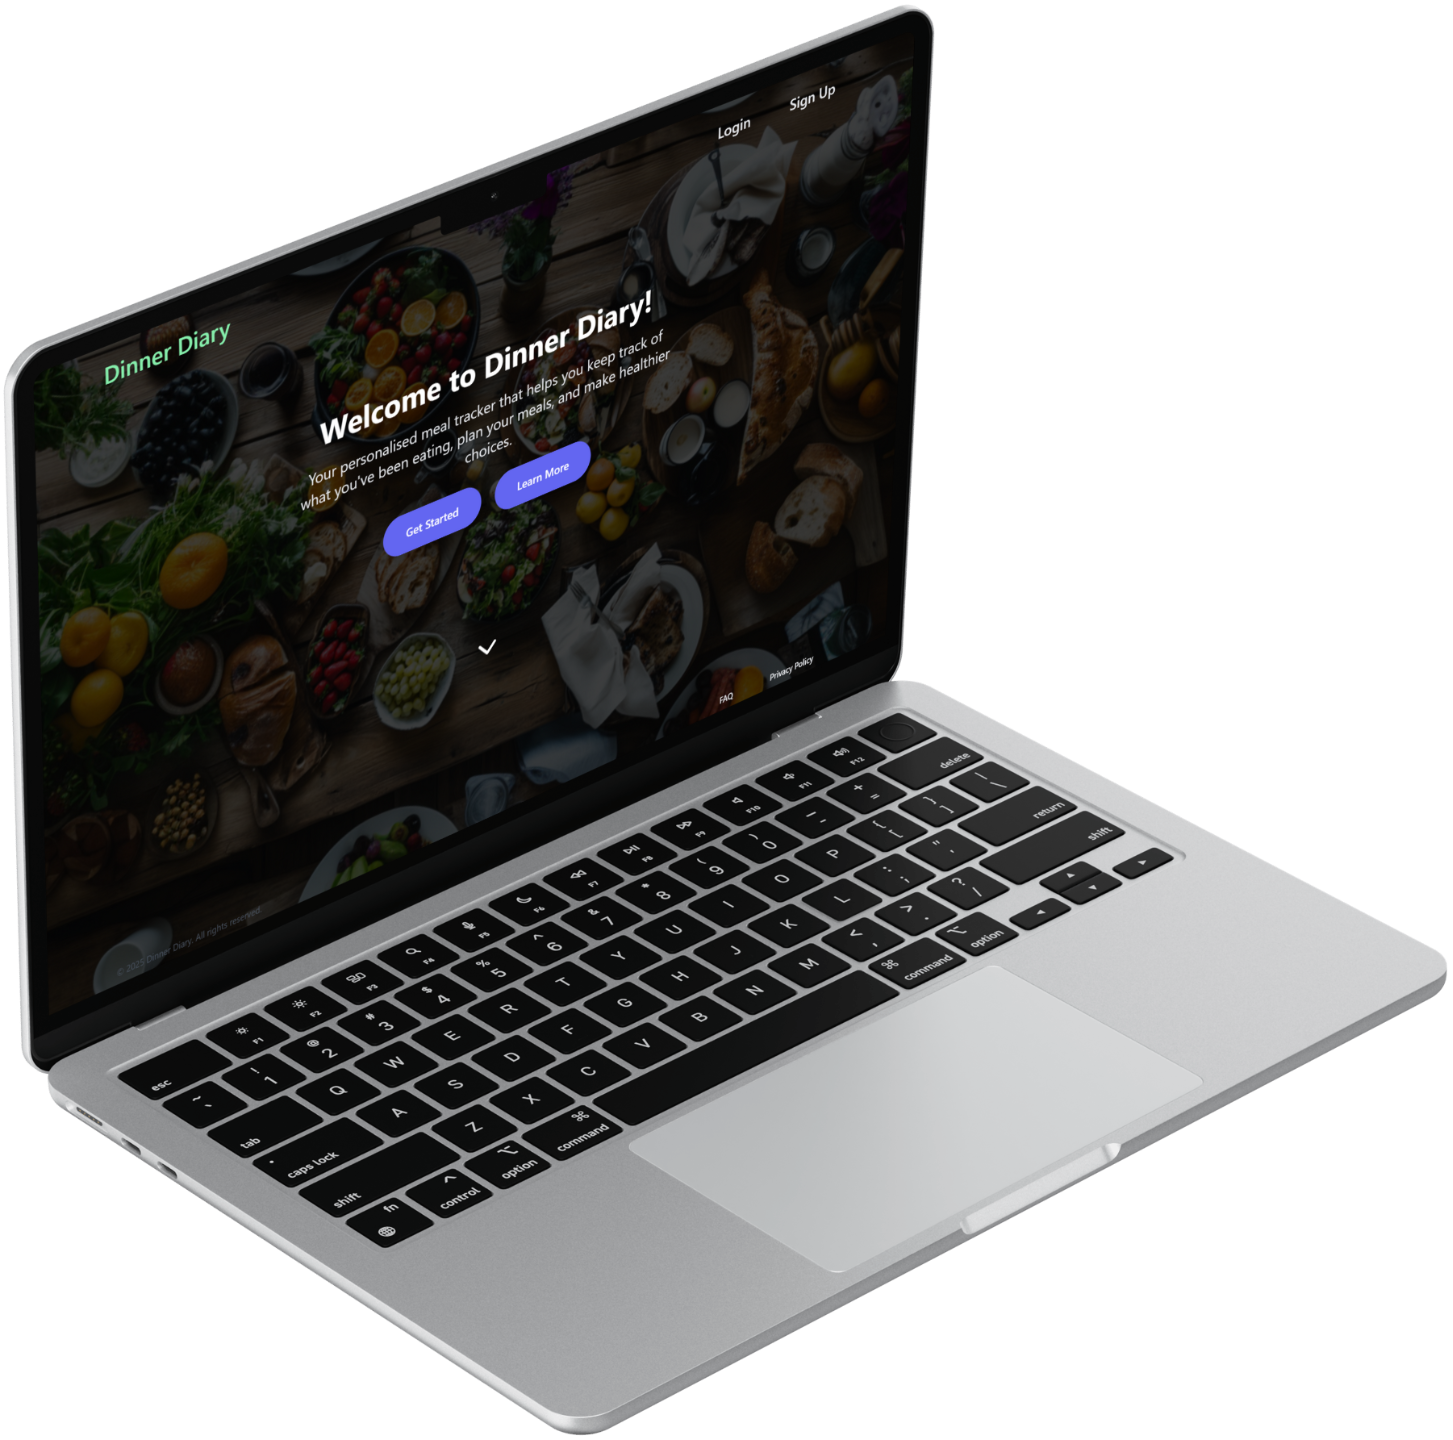 Dinner Diary
Login
Sign Up
Welcome to Dinner Diary!
Your personalised meal tracker that helps you keep track of
what you've been eating, plan your meals, and make healthier
choices.
Get Started
Learn More
FAQ
Privacy Policy
© 2025 Dinner Diary. All rights reserved.
esc F1 F2 F3 F4 F5 F6 F7 F8 F9 F10 F11 F12
~ ` ! 1 @ 2 # 3 $ 4 % 5 ^ 6 & 7 * 8 ( 9 ) 0 — - + = delete
tab Q W E R T Y U I O P { [ } ] | \
caps lock A S D F G H J K L : ; " ' return
shift Z X C V B N M < , > . ? / shift
fn control option command command option